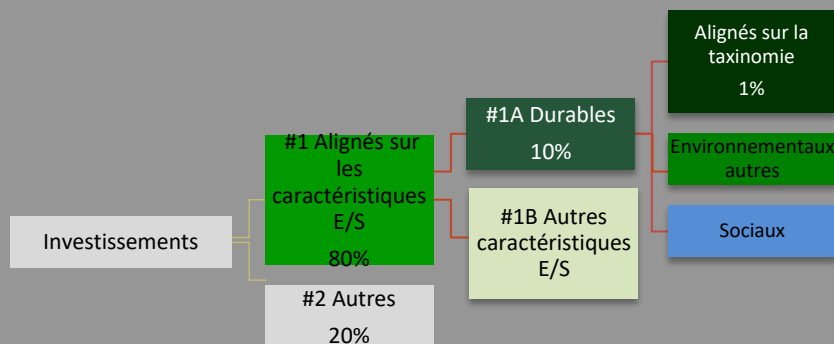 Investissements
#1 Alignés sur
les
caractéristiques
E/S
80%
#2 Autres
20%
#1A Durables
10%
#1B Autres
caractéristiques
E/S
Alignés sur la
taxinomie
1%
Environnementaux
autres
Sociaux